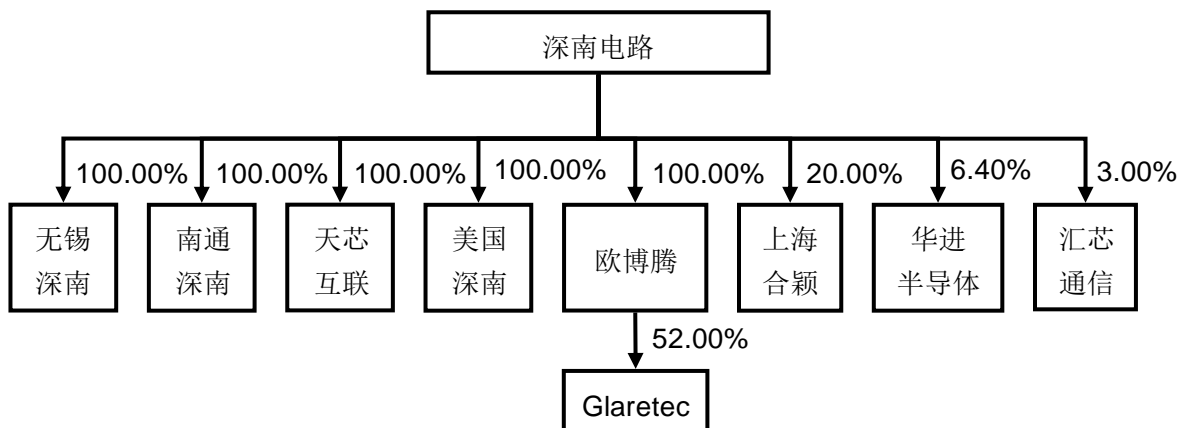 深南电路
100.00%
100.00%
100.00%
100.00%
100.00%
20.00%
6.40%
3.00%
无锡
深南
南通
深南
天芯
互联
美国
深南
欧博腾
上海
合颖
华进
半导体
汇芯
通信
52.00%
Glaretec